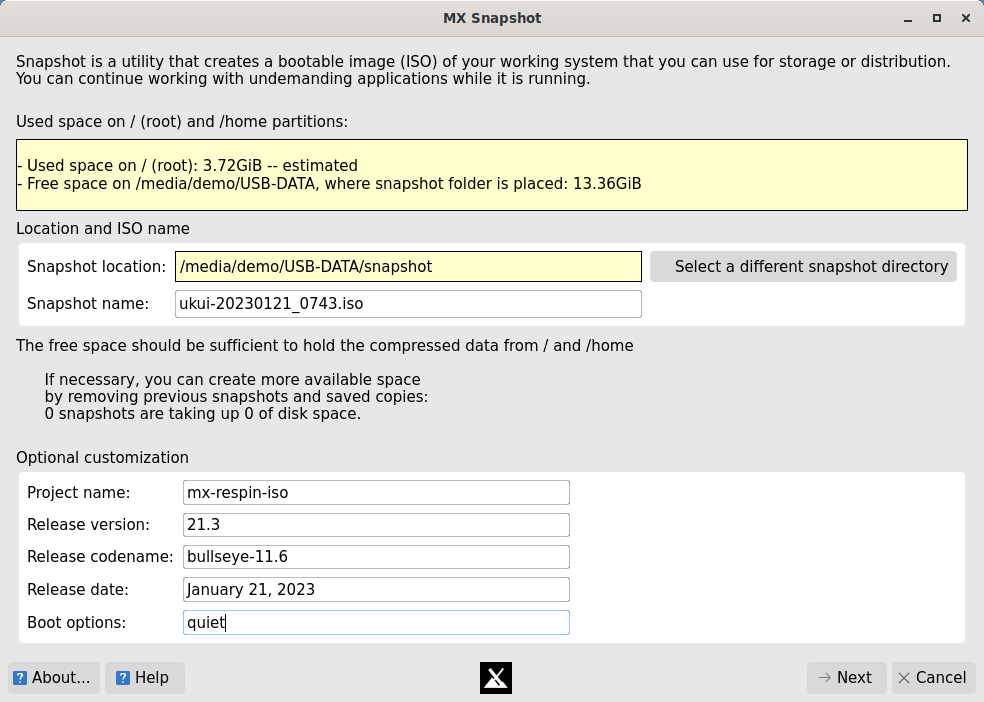 MX Snapshot
Snapshot is a utility that creates a bootable image (ISO) of your working system that you can use for storage or distribution.
You can continue working with undemanding applications while it is running.
Used space on / (root) and /home partitions:
- Used space on / (root): 3.72GiB -- estimated
- Free space on /media/demo/USB-DATA, where snapshot folder is placed: 13.36GiB
Location and ISO name
Snapshot location: /media/demo/USB-DATA/snapshot Select a different snapshot directory
Snapshot name: ukui-20230121_0743.iso
The free space should be sufficient to hold the compressed data from / and /home
If necessary, you can create more available space
by removing previous snapshots and saved copies:
0 snapshots are taking up 0 of disk space.
Optional customization
Project name: mx-respin-iso
Release version: 21.3
Release codename: bullseye-11.6
Release date: January 21, 2023
Boot options: quiet
? About... ? Help Next Cancel